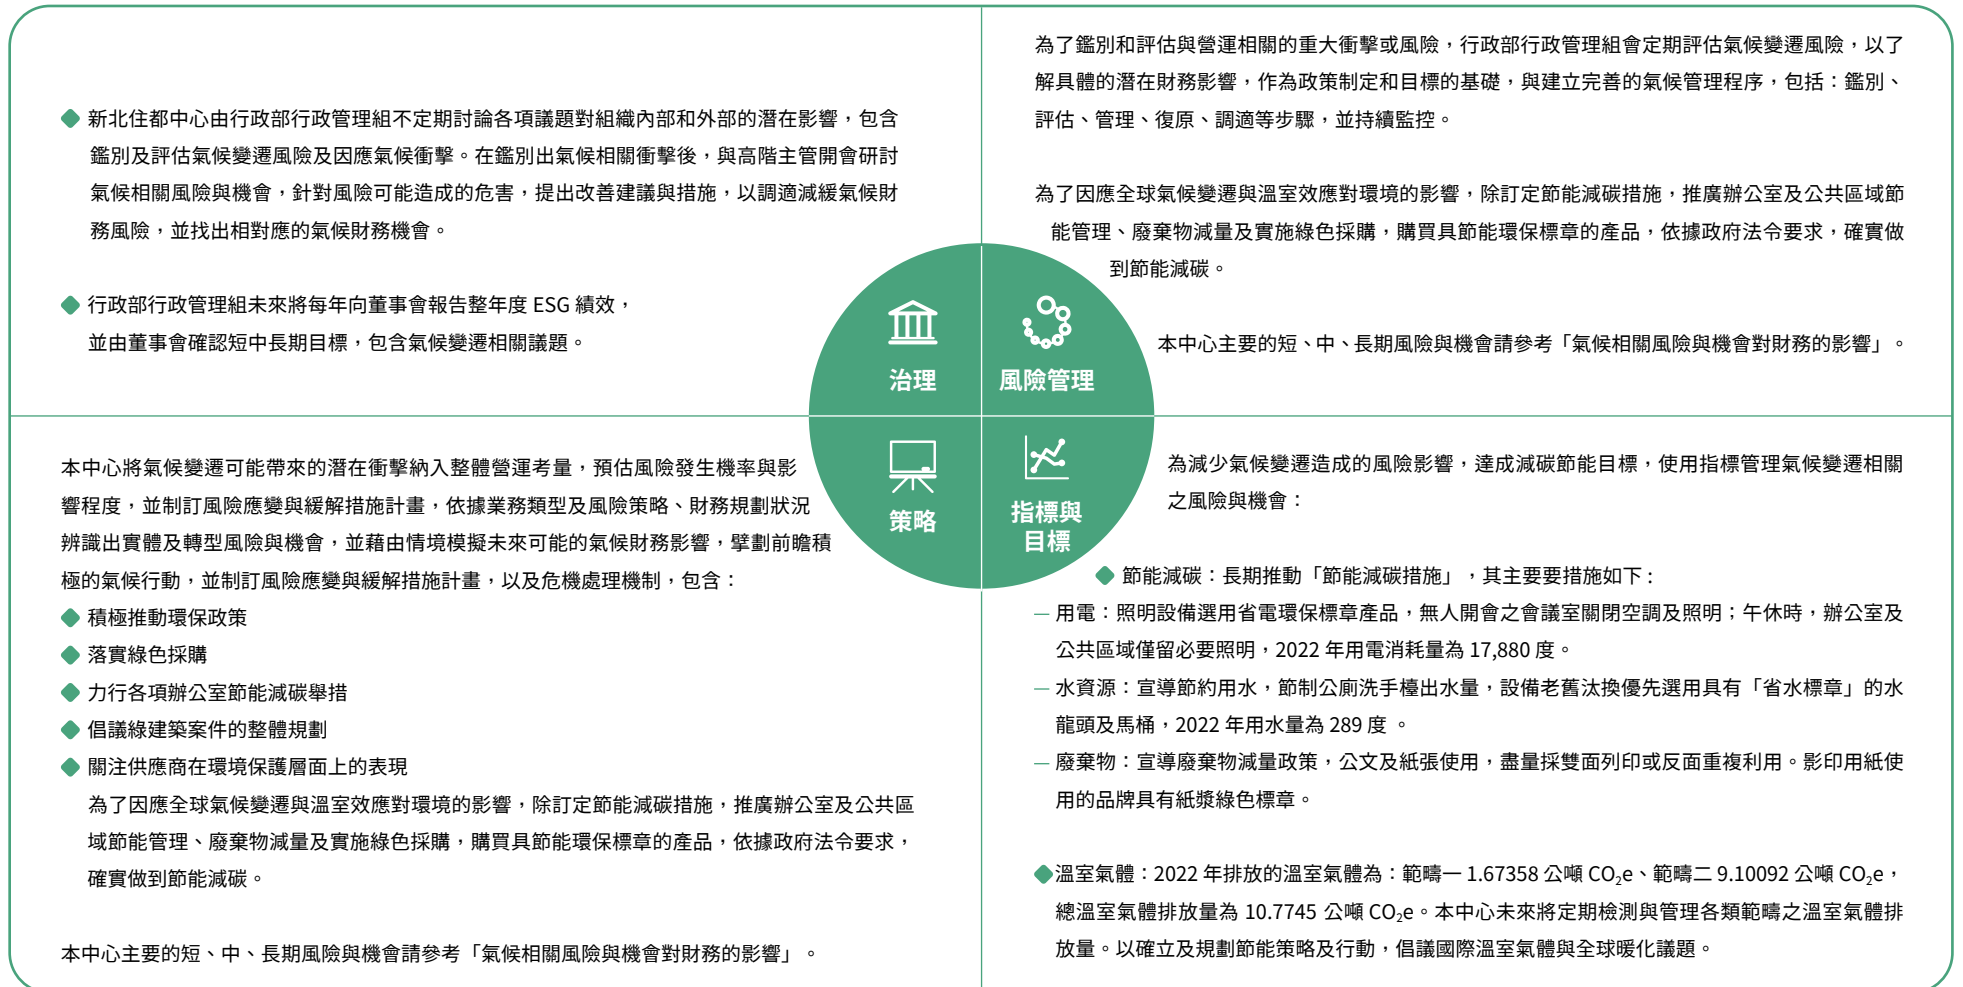 新北住都中心由行政部行政管理組不定期討論各項議題對組織內部和外部的潛在影響，包含
鑑別及評估氣候變遷風險及因應氣候衝擊。在鑑別出氣候相關衝擊後，與高階主管開會研討
氣候相關風險與機會，針對風險可能造成的危害，提出改善建議與措施，以調適減緩氣候財
務風險，並找出相對應的氣候財務機會。
行政部行政管理組未來將每年向董事會報告整年度 ESG 績效，
並由董事會確認短中長期目標，包含氣候變遷相關議題。
治理
為了鑑別和評估與營運相關的重大衝擊或風險，行政部行政管理組會定期評估氣候變遷風險，以了
解具體的潛在財務影響，作為政策制定和目標的基礎，與建立完善的氣候管理程序，包括：鑑別、
評估、管理、復原、調適等步驟，並持續監控。
為了因應全球氣候變遷與溫室效應對環境的影響，除訂定節能減碳措施，推廣辦公室及公共區域節
能管理、廢棄物減量及實施綠色採購，購買具節能環保標章的產品，依據政府法令要求，確實做
到節能減碳。
本中心主要的短、中、長期風險與機會請參考「氣候相關風險與機會對財務的影響」。
風險管理
本中心將氣候變遷可能帶來的潛在衝擊納入整體營運考量，預估風險發生機率與影
響程度，並制訂風險應變與緩解措施計畫，依據業務類型及風險策略、財務規劃狀況
辨識出實體及轉型風險與機會，並藉由情境模擬未來可能的氣候財務影響，擘劃前瞻積
極的氣候行動，並制訂風險應變與緩解措施計畫，以及危機處理機制，包含：
積極推動環保政策
落實綠色採購
力行各項辦公室節能減碳舉措
倡議綠建築案件的整體規劃
關注供應商在環境保護層面上的表現
為了因應全球氣候變遷與溫室效應對環境的影響，除訂定節能減碳措施，推廣辦公室及公共區
域節能管理、廢棄物減量及實施綠色採購，購買具節能環保標章的產品，依據政府法令要求，
確實做到節能減碳。
本中心主要的短、中、長期風險與機會請參考「氣候相關風險與機會對財務的影響」。
策略
指標與
目標
為減少氣候變遷造成的風險影響，達成減碳節能目標，使用指標管理氣候變遷相關
之風險與機會：
節能減碳：長期推動「節能減碳措施」，其主要要措施如下：
— 用電：照明設備選用省電環保標章產品，無人開會之會議室關閉空調及照明；午休時，辦公室及
公共區域僅留必要照明，2022 年用電消耗量為 17,880 度。
— 水資源：宣導節約用水，節制公廁洗手檯出水量，設備老舊汰換優先選用具有「省水標章」的水
龍頭及馬桶，2022 年用水量為 289 度 。
— 廢棄物：宣導廢棄物減量政策，公文及紙張使用，盡量採雙面列印或反面重複利用。影印用紙使
用的品牌具有紙漿綠色標章。
溫室氣體：2022 年排放的溫室氣體為：範疇一 1.67358 公噸 CO₂e、範疇二 9.10092 公噸 CO₂e，
總溫室氣體排放量為 10.7745 公噸 CO₂e。本中心未來將定期檢測與管理各類範疇之溫室氣體排
放量。以確立及規劃節能策略及行動，倡議國際溫室氣體與全球暖化議題。